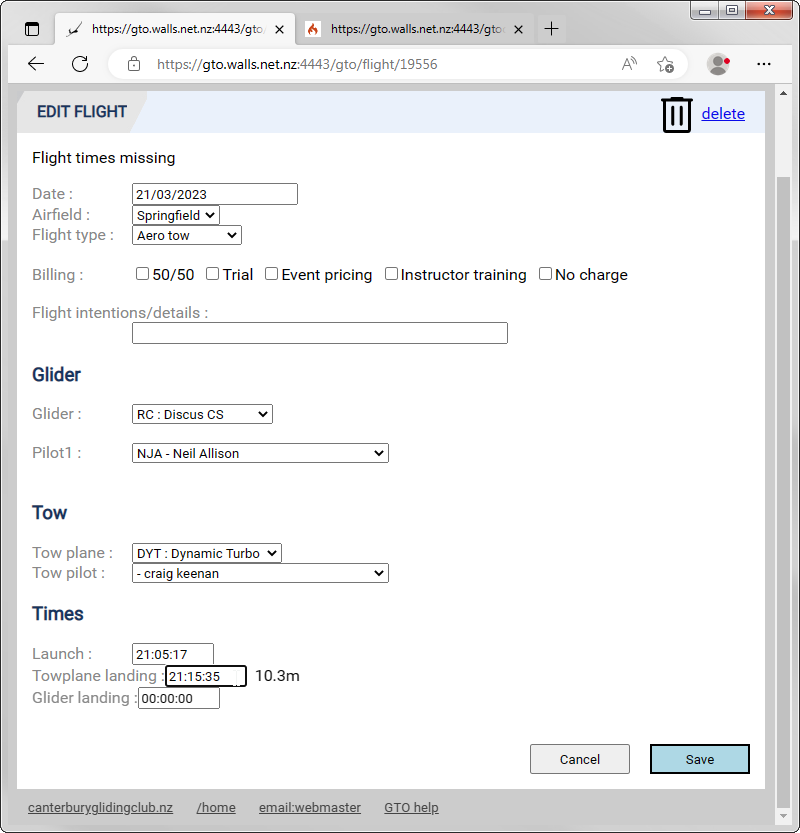 https://gto.walls.net.nz:4443/gto/
https://gto.walls.net.nz:4443/gtoc
https://gto.walls.net.nz:4443/gto/flight/19556
EDIT FLIGHT
delete
Flight times missing
Date : 21/03/2023
Airfield : Springfield
Flight type : Aero tow
Billing : 50/50 Trial Event pricing Instructor training No charge
Flight intentions/details :
Glider
Glider : RC : Discus CS
Pilot1 : NJA - Neil Allison
Tow
Tow plane : DYT : Dynamic Turbo
Tow pilot : - craig keenan
Times
Launch : 21:05:17
Towplane landing : 21:15:35 10.3m
Glider landing : 00:00:00
Cancel Save
canterburyglidingclub.nz /home email:webmaster GTO help